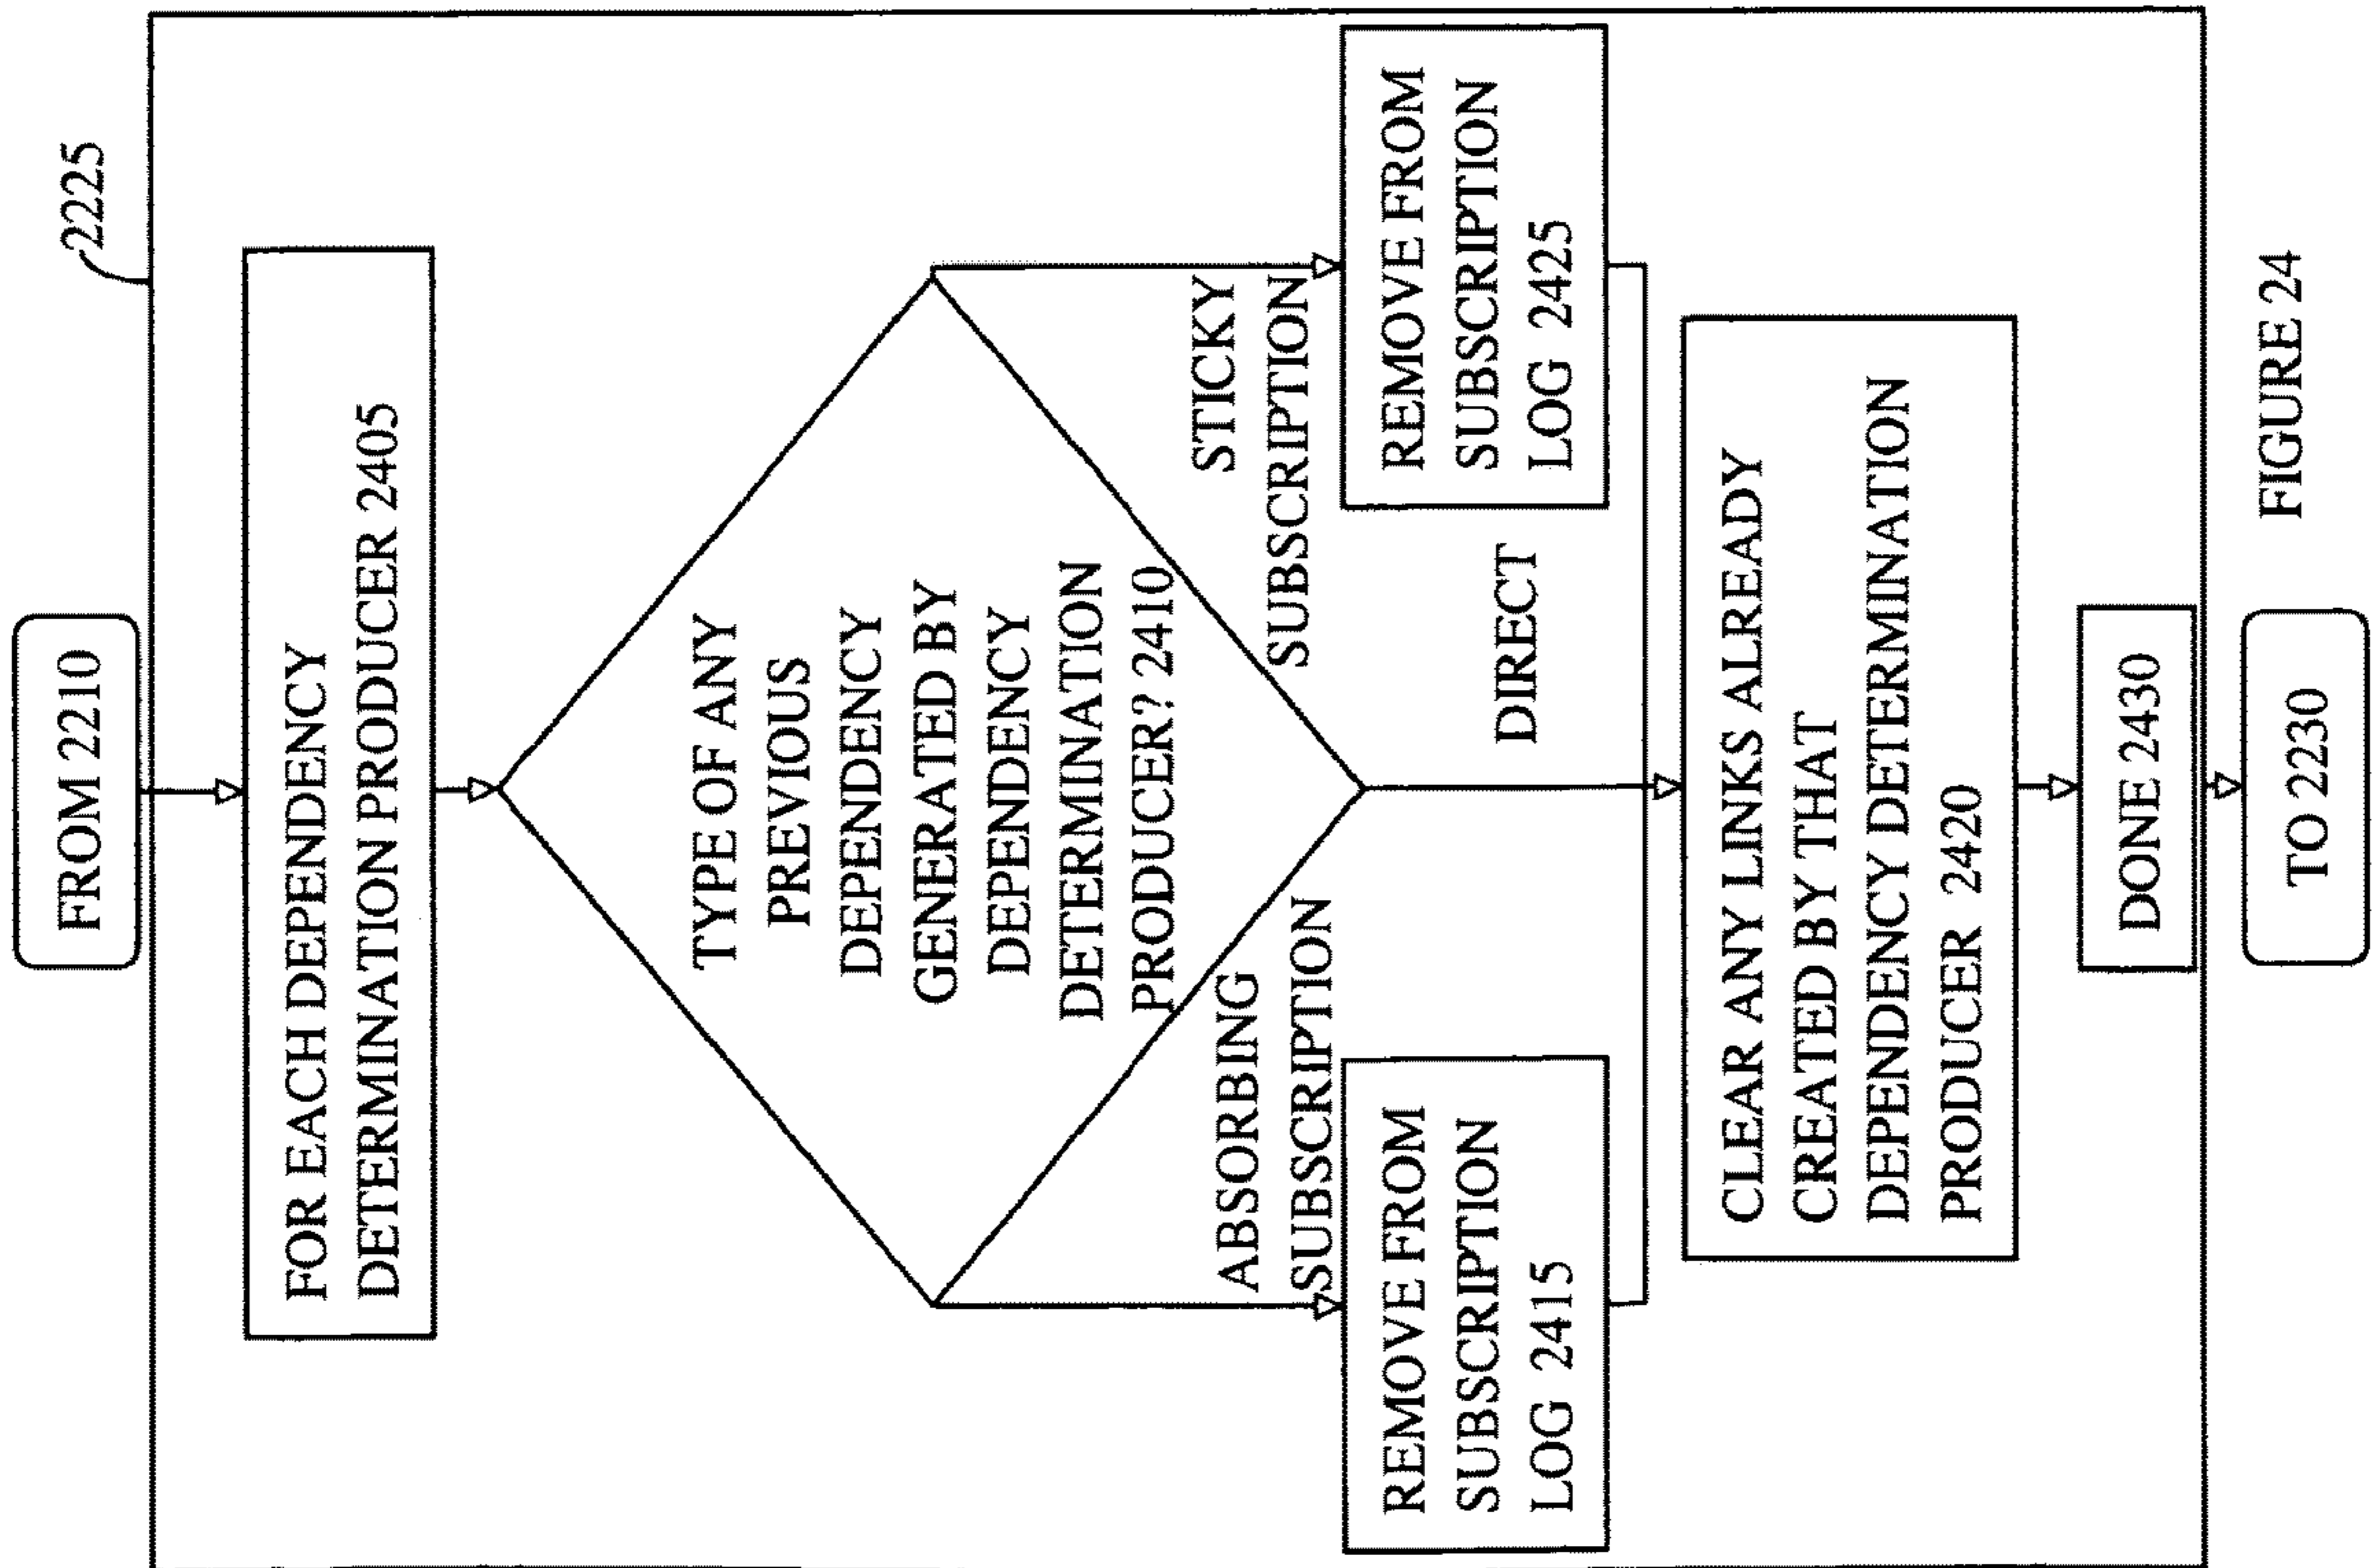 2225
FROM 2210
FOR EACH DEPENDENCY
DETERMINATION PRODUCER 2405
TYPE OF ANY
PREVIOUS
DEPENDENCY
GENERATED BY
DEPENDENCY
DETERMINATION
PRODUCER? 2410
ABSORBING
SUBSCRIPTION
STICKY
SUBSCRIPTION
REMOVE FROM
SUBSCRIPTION
LOG 2415
DIRECT
REMOVE FROM
SUBSCRIPTION
LOG 2425
CLEAR ANY LINKS ALREADY
CREATED BY THAT
DEPENDENCY DETERMINATION
PRODUCER 2420
DONE 2430
TO 2230
FIGURE 24